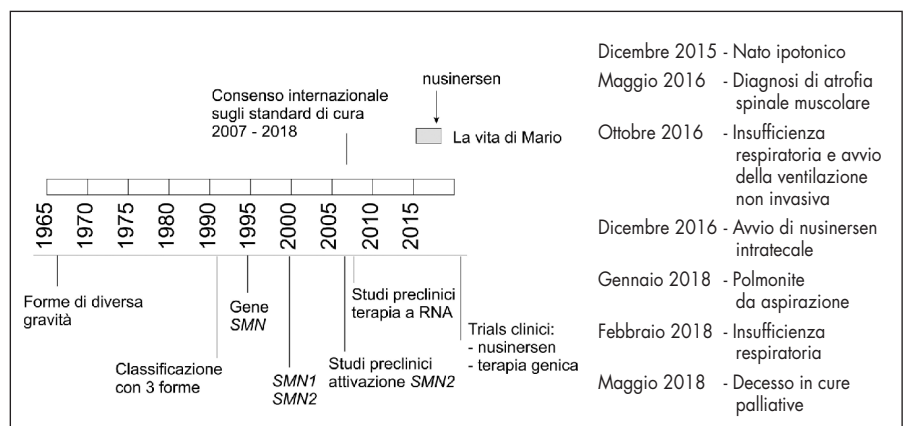 nusinersen
Consenso internazionale
sugli standard di cura
2007 - 2018
La vita di Mario
1965
1970
1975
1980
1985
1990
1995
2000
2005
2010
2015
Forme di diversa
gravità
Classificazione
con 3 forme
Gene
SMN
SMN1
SMN2
Studi preclinici
attivazione SMN2
Studi preclinici
terapia a RNA
Trials clinici:
- nusinersen
- terapia genica
Dicembre 2015 - Nato ipotonico
Maggio 2016 - Diagnosi di atrofia
spinale muscolare
Ottobre 2016 - Insufficienza
respiratoria e avvio
della ventilazione
non invasiva
Dicembre 2016 - Avvio di nusinersen
intratecale
Gennaio 2018 - Polmonite
da aspirazione
Febbraio 2018 - Insufficienza
respiratoria
Maggio 2018 - Decesso in cure
palliative